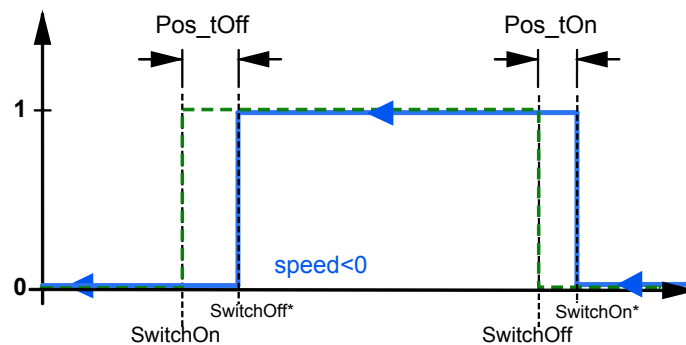 Pos_tOff
Pos_tOn
1
speed<0
0
SwitchOff*
SwitchOn*
SwitchOn
SwitchOff